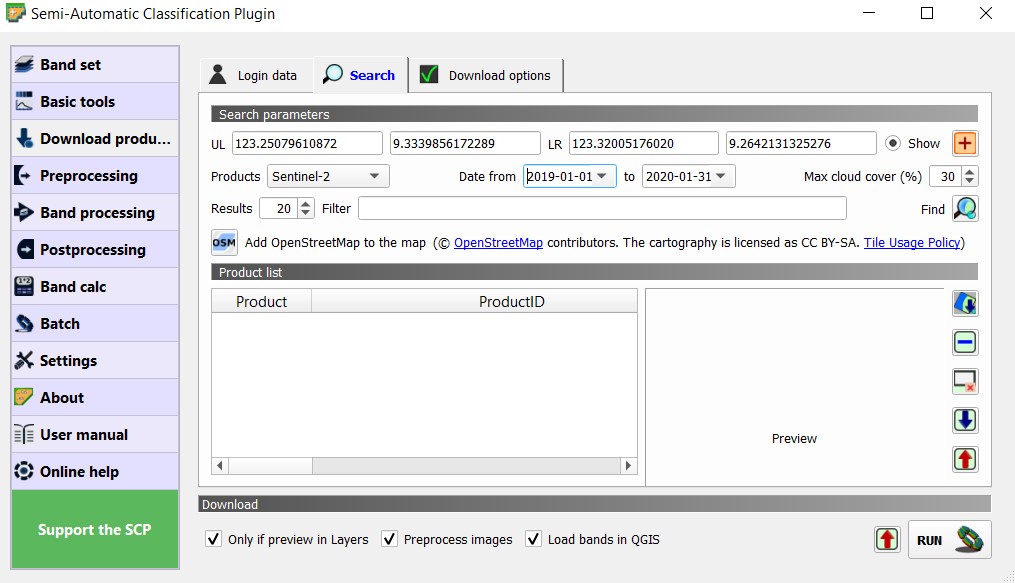 Semi-Automatic Classification Plugin
Band set
Basic tools
Download produ...
Preprocessing
Band processing
Postprocessing
Band calc
Batch
Settings
About
User manual
Online help
Support the SCP
Login data Search Download options
Search parameters
UL 123.25079610872 9.3339856172289 LR 123.32005176020 9.2642131325276 Show
Products Sentinel-2 Date from 2019-01-01 to 2020-01-31 Max cloud cover (%) 30
Results 20 Filter Find
OSM Add OpenStreetMap to the map (© OpenStreetMap contributors. The cartography is licensed as CC BY-SA. Tile Usage Policy)
Product list
Product ProductID
Preview
Download
Only if preview in Layers Preprocess images Load bands in QGIS RUN